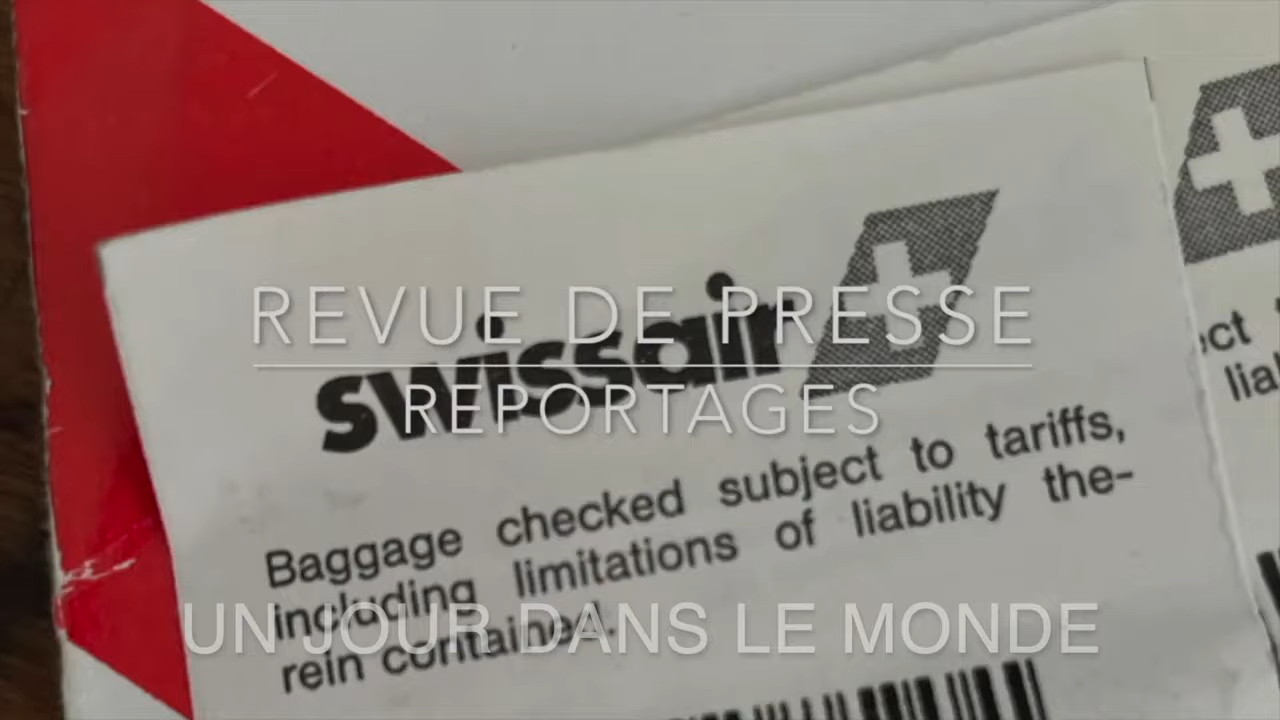 REVUE DE PRESSE
swissair
REPORTAGES
Baggage checked subject to tariffs,
including limitations of liability the-
rein contained.
UN JOUR DANS LE MONDE
ct
lia